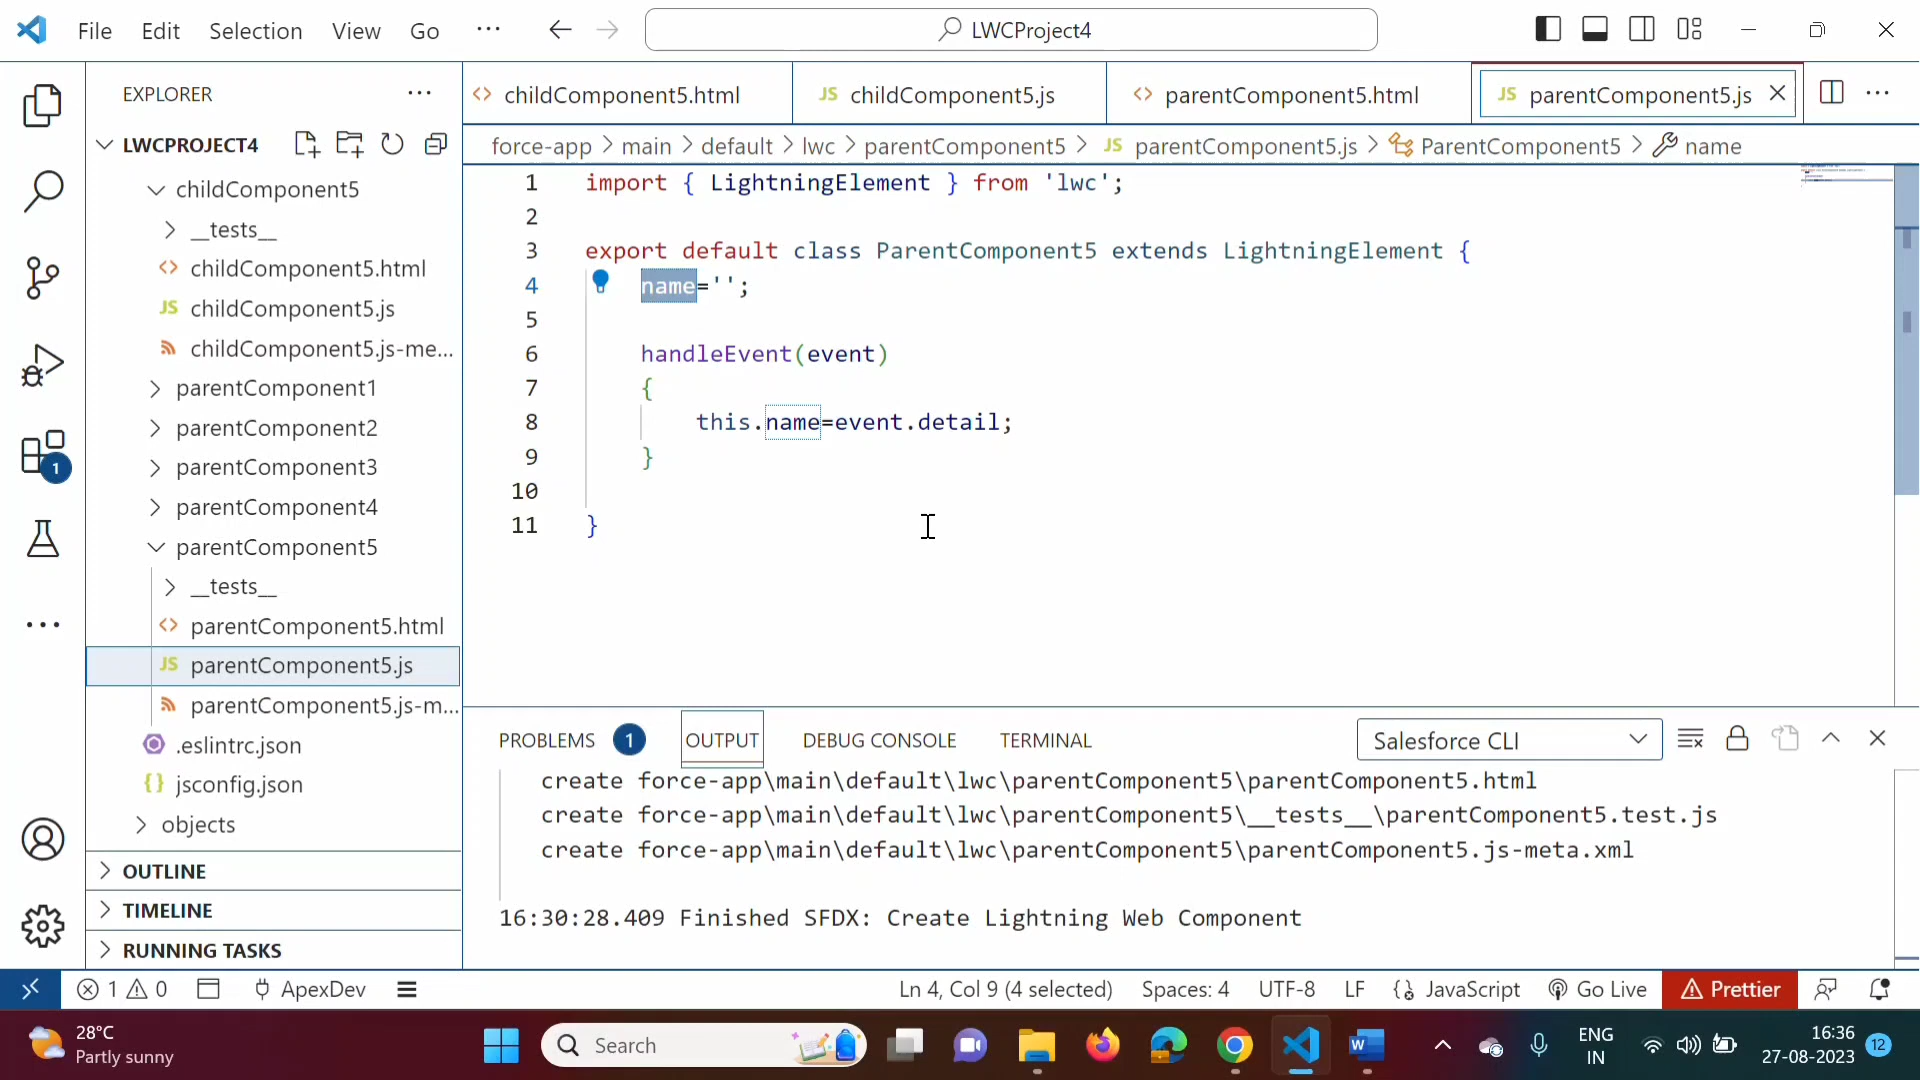 File Edit Selection View Go ··· LWCProject4
EXPLORER ···
LWCPROJECT4
childComponent5
__tests__
childComponent5.html
childComponent5.js
childComponent5.js-me...
parentComponent1
parentComponent2
parentComponent3
parentComponent4
parentComponent5
__tests__
parentComponent5.html
parentComponent5.js
parentComponent5.js-m...
.eslintrc.json
jsconfig.json
objects
OUTLINE
TIMELINE
RUNNING TASKS
1
childComponent5.html JS childComponent5.js parentComponent5.html JS parentComponent5.js
force-app > main > default > lwc > parentComponent5 > JS parentComponent5.js > ParentComponent5 > name
1 import { LightningElement } from 'lwc';
2
3 export default class ParentComponent5 extends LightningElement {
4 name='';
5
6 handleEvent(event)
7 {
8 this.name=event.detail;
9 }
10
11 }
PROBLEMS 1 OUTPUT DEBUG CONSOLE TERMINAL Salesforce CLI
create force-app\main\default\lwc\parentComponent5\parentComponent5.html
create force-app\main\default\lwc\parentComponent5\__tests__\parentComponent5.test.js
create force-app\main\default\lwc\parentComponent5\parentComponent5.js-meta.xml
16:30:28.409 Finished SFDX: Create Lightning Web Component
1 0 ApexDev Ln 4, Col 9 (4 selected) Spaces: 4 UTF-8 LF JavaScript Go Live Prettier
28°C
Partly sunny
Search
ENG
IN
16:36
27-08-2023
12